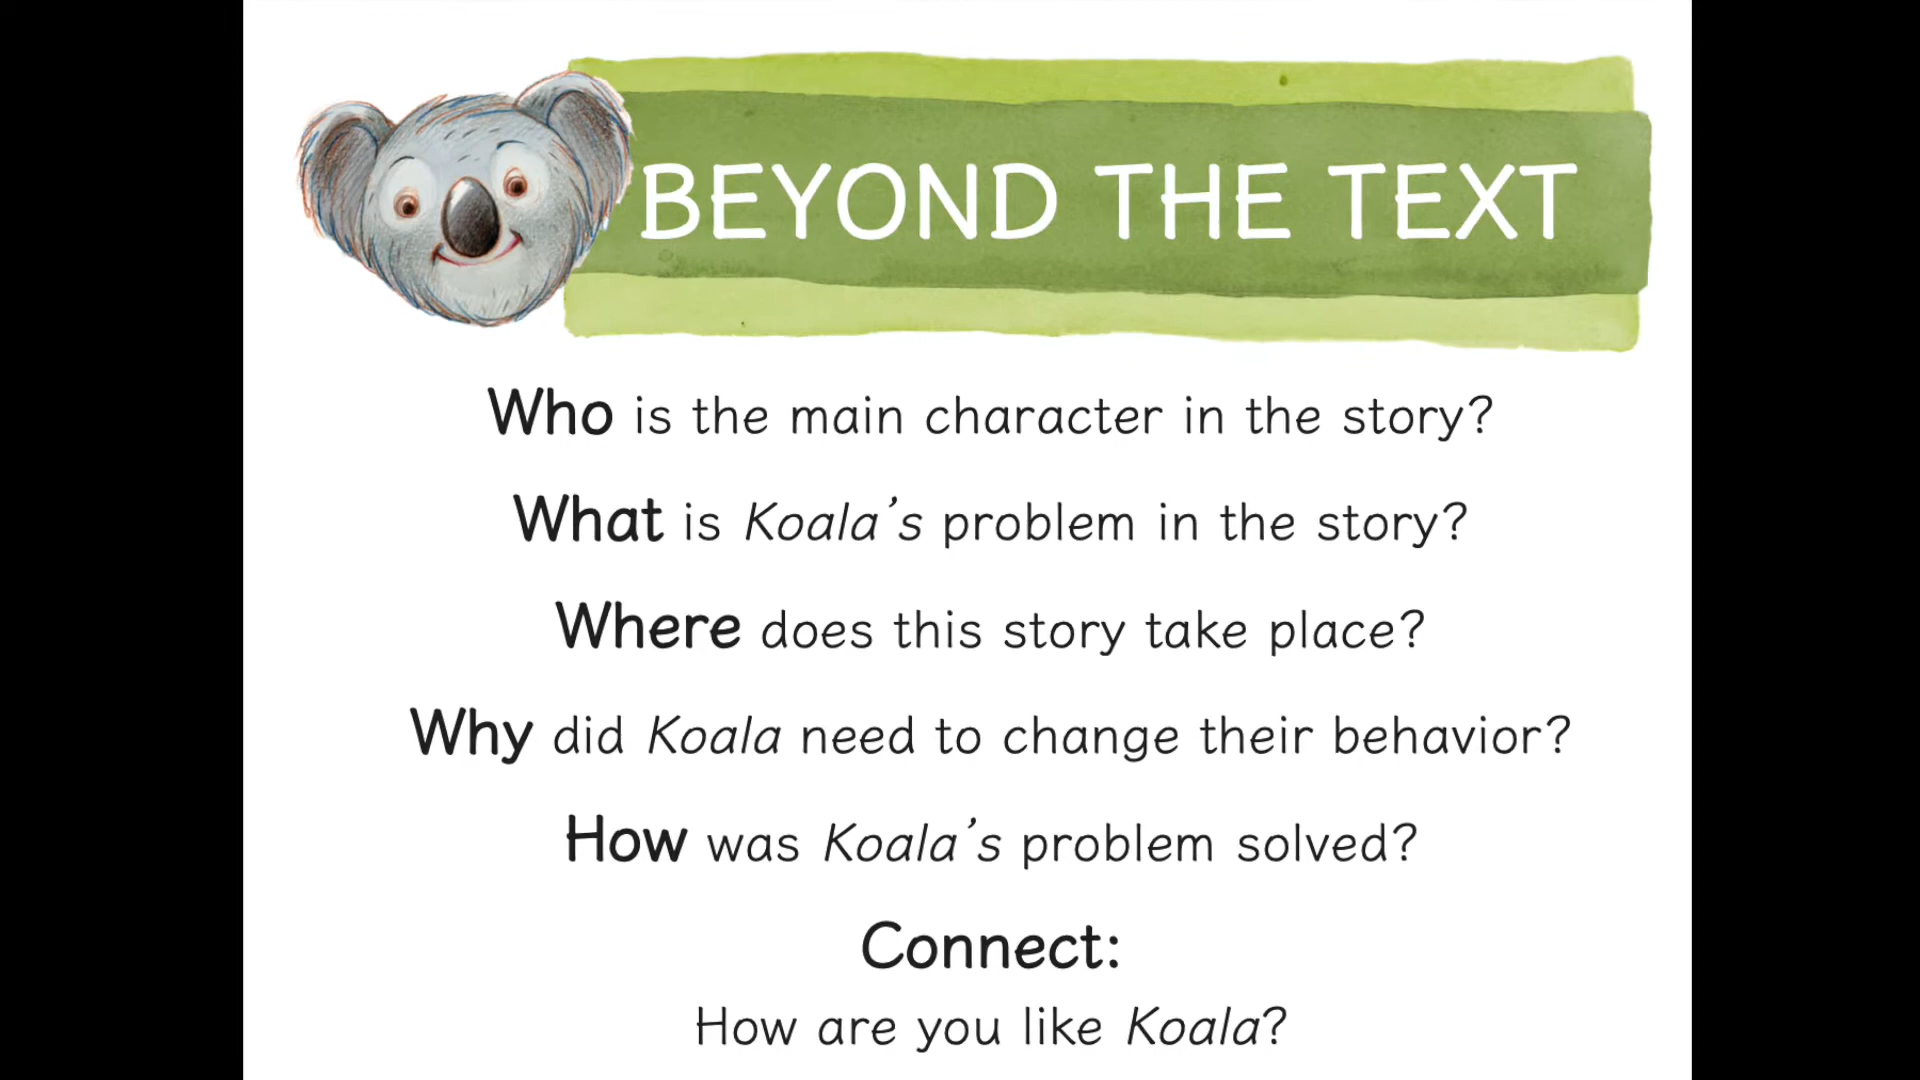 BEYOND THE TEXT
Who is the main character in the story?
What is Koala's problem in the story?
Where does this story take place?
Why did Koala need to change their behavior?
How was Koala's problem solved?
Connect:
How are you like Koala?